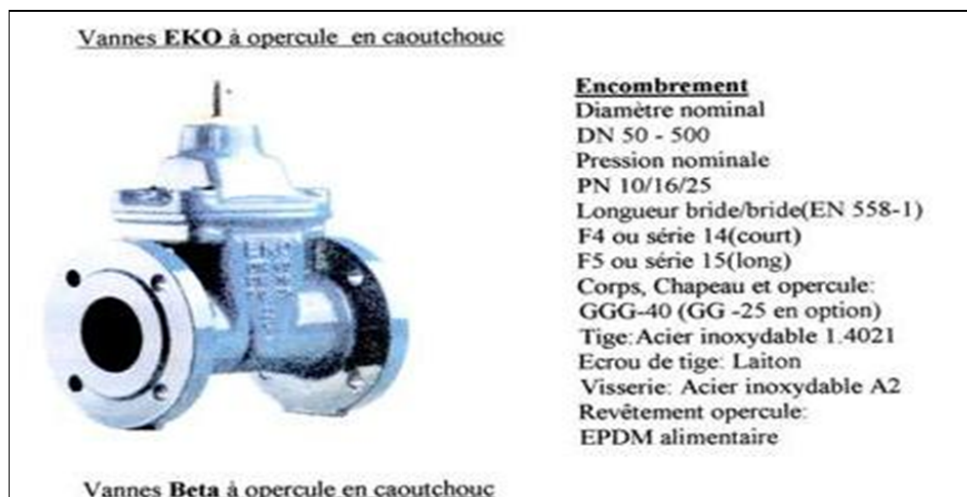 Vannes EKO à opercule en caoutchouc
Encombrement
Diamètre nominal
DN 50 - 500
Pression nominale
PN 10/16/25
Longueur bride/bride(EN 558-1)
F4 ou série 14(court)
F5 ou série 15(long)
Corps, Chapeau et opercule:
GGG-40 (GG -25 en option)
Tige: Acier inoxydable 1.4021
Ecrou de tige: Laiton
Visserie: Acier inoxydable A2
Revêtement opercule:
EPDM alimentaire
Vannes Beta à opercule en caoutchouc